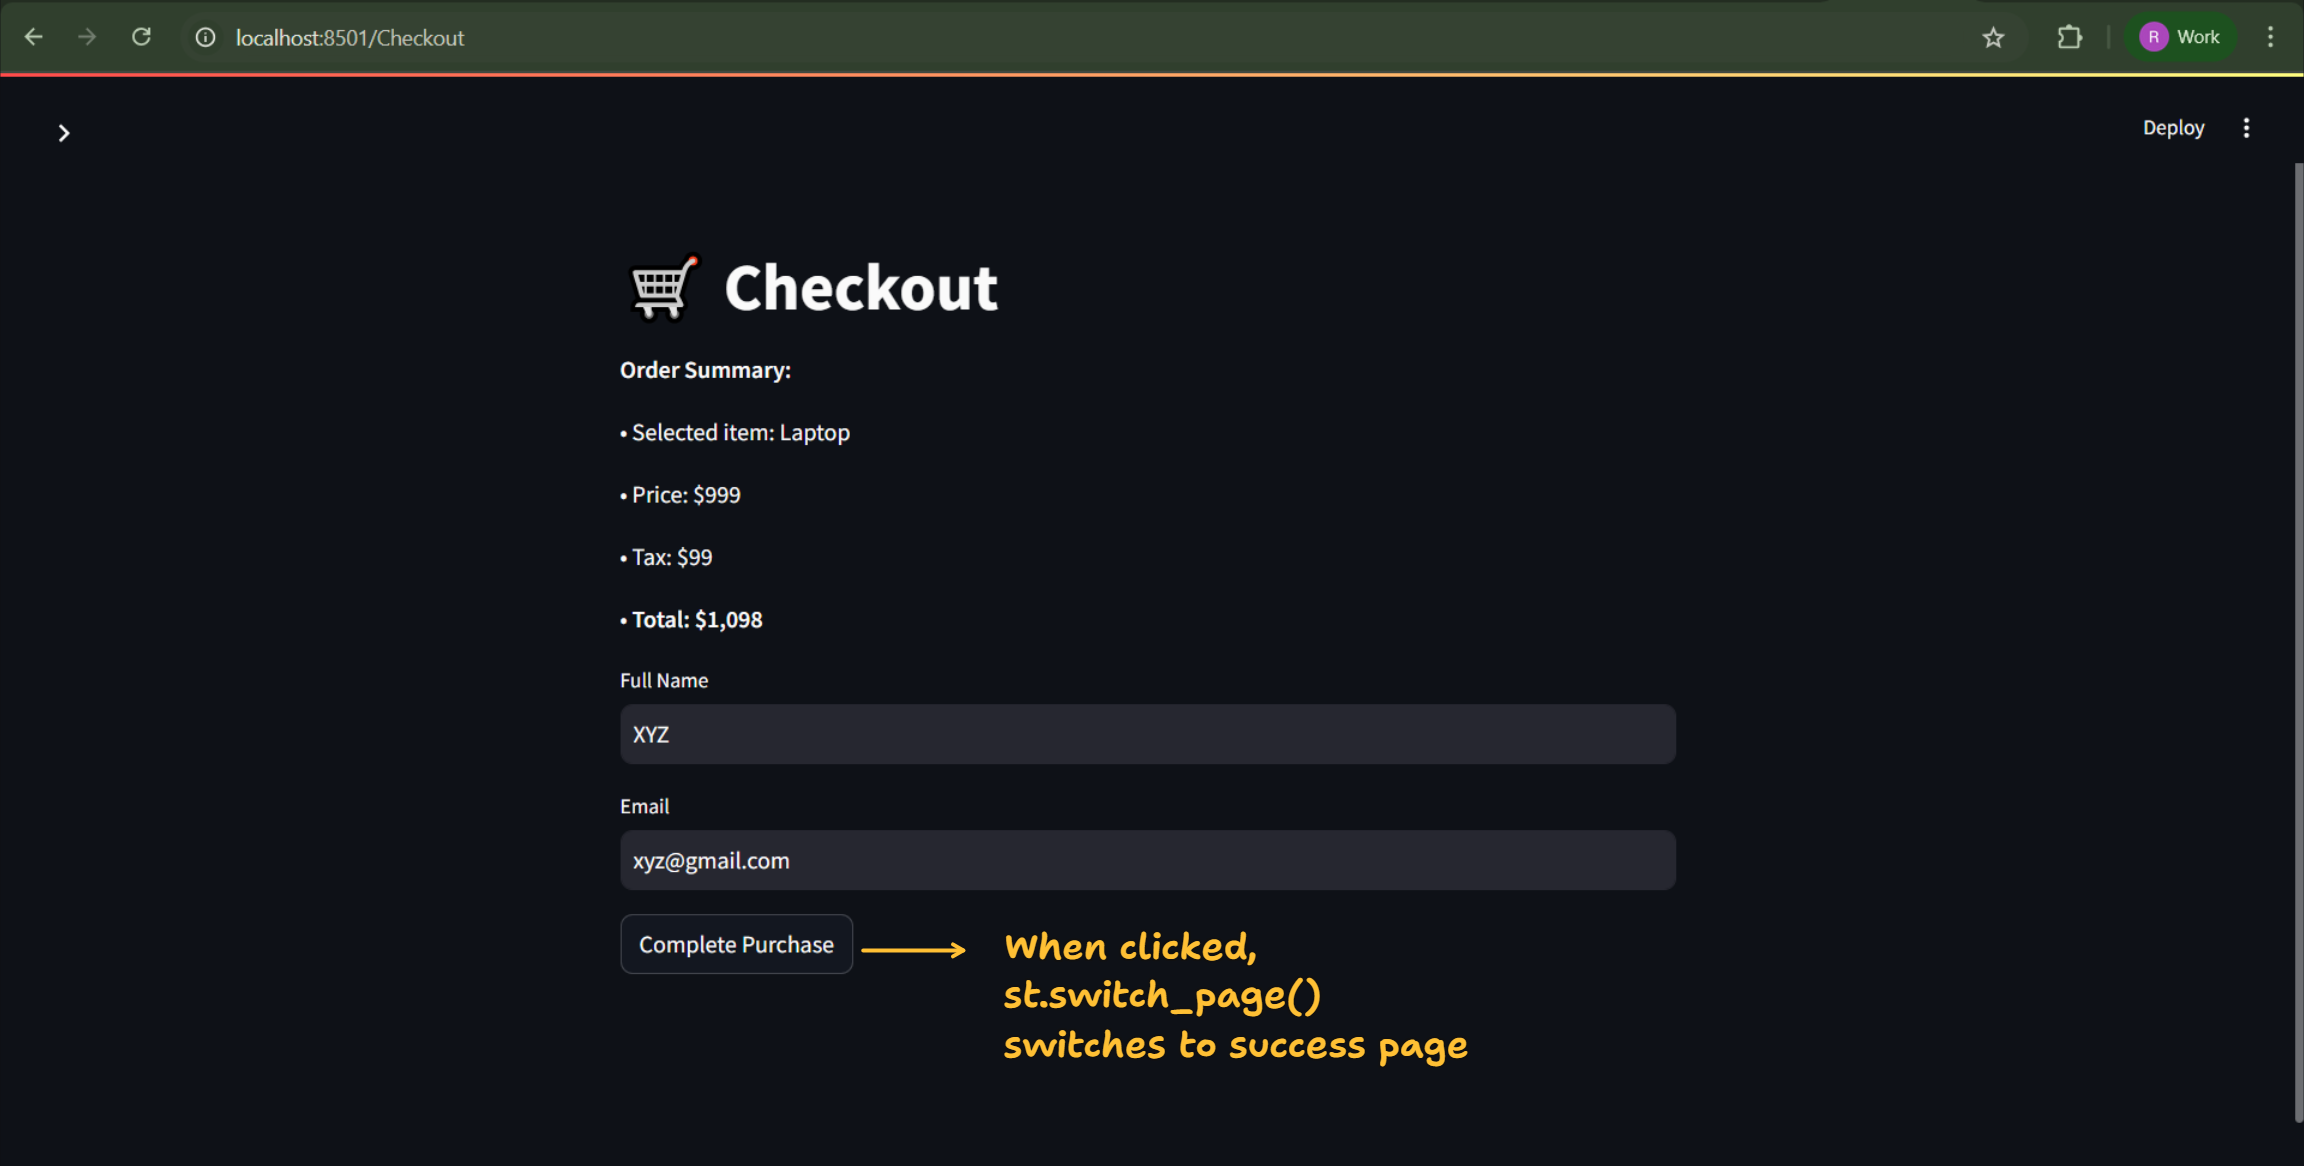 localhost:8501/Checkout
R Work
Deploy
Checkout
Order Summary:
• Selected item: Laptop
• Price: $999
• Tax: $99
• Total: $1,098
Full Name
XYZ
Email
xyz@gmail.com
Complete Purchase
When clicked,
st.switch_page()
switches to success page